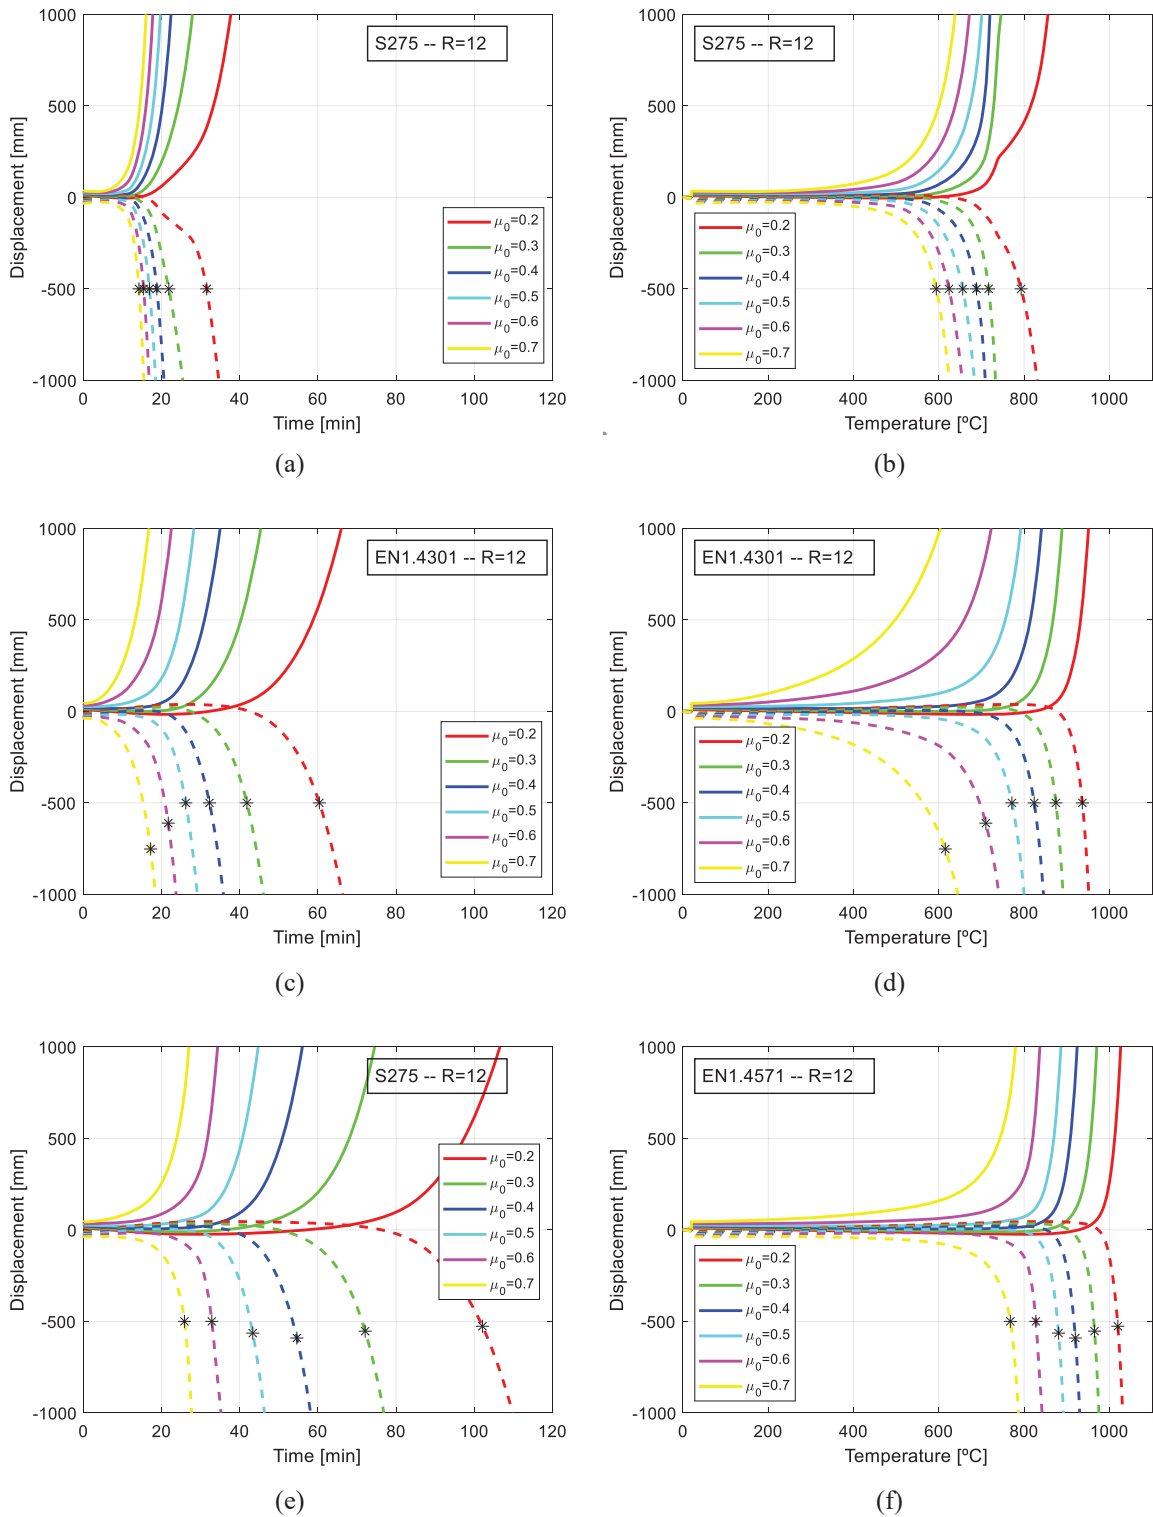 S275 -- R=12
Displacement [mm]
1000
500
0
-500
-1000
0 20 40 60 80 100 120
Time [min]
μ0=0.2
μ0=0.3
μ0=0.4
μ0=0.5
μ0=0.6
μ0=0.7
(a)
S275 -- R=12
Displacement [mm]
1000
500
0
-500
-1000
0 200 400 600 800 1000
Temperature [ºC]
μ0=0.2
μ0=0.3
μ0=0.4
μ0=0.5
μ0=0.6
μ0=0.7
(b)
EN1.4301 -- R=12
Displacement [mm]
1000
500
0
-500
-1000
0 20 40 60 80 100 120
Time [min]
μ0=0.2
μ0=0.3
μ0=0.4
μ0=0.5
μ0=0.6
μ0=0.7
(c)
EN1.4301 -- R=12
Displacement [mm]
1000
500
0
-500
-1000
0 200 400 600 800 1000
Temperature [ºC]
μ0=0.2
μ0=0.3
μ0=0.4
μ0=0.5
μ0=0.6
μ0=0.7
(d)
S275 -- R=12
Displacement [mm]
1000
500
0
-500
-1000
0 20 40 60 80 100 120
Time [min]
μ0=0.2
μ0=0.3
μ0=0.4
μ0=0.5
μ0=0.6
μ0=0.7
(e)
EN1.4571 -- R=12
Displacement [mm]
1000
500
0
-500
-1000
0 200 400 600 800 1000
Temperature [ºC]
μ0=0.2
μ0=0.3
μ0=0.4
μ0=0.5
μ0=0.6
μ0=0.7
(f)